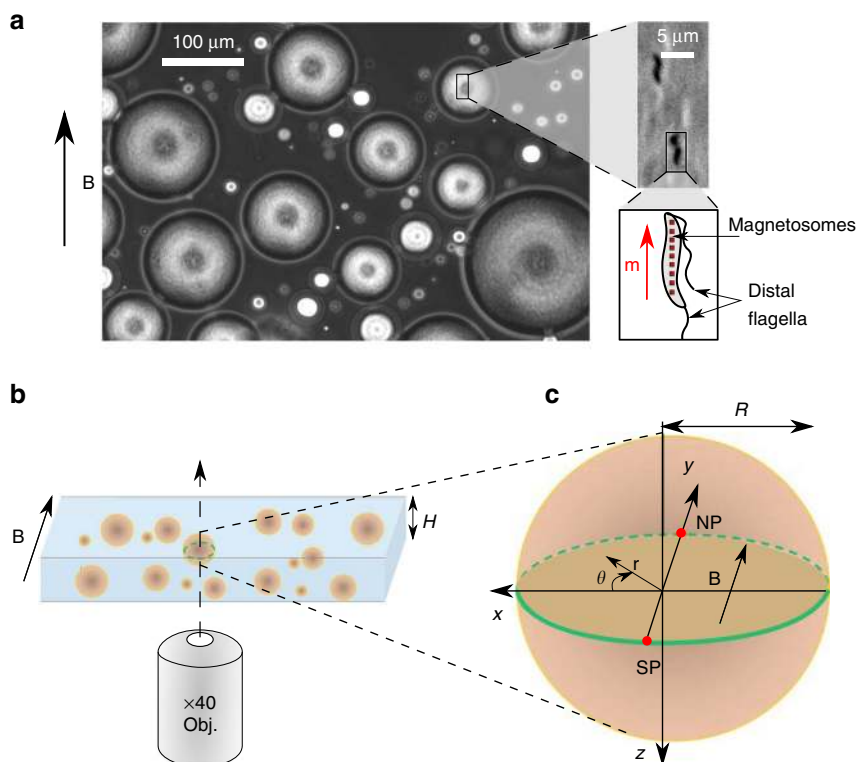 a
100 μm
5 μm
B
Magnetosomes
m
Distal
flagella
b
c
R
y
NP
B
H
r
θ
B
x
SP
×40
Obj.
z